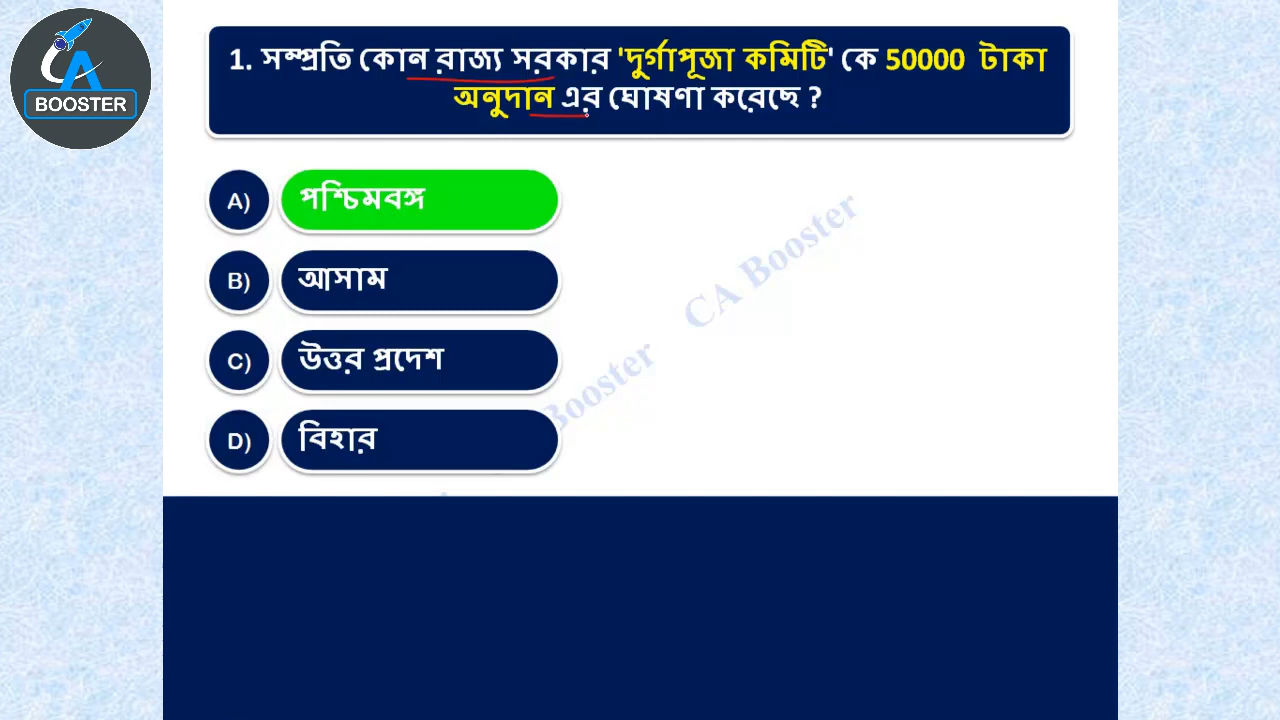 A
BOOSTER
1. সম্প্রতি কোন রাজ্য সরকার 'দুর্গাপূজা কমিটি' কে 50000 টাকা
অনুদান এর ঘোষণা করেছে ?
A) পশ্চিমবঙ্গ
B) আসাম
C) উত্তর প্রদেশ
D) বিহার
CA Booster
Booster